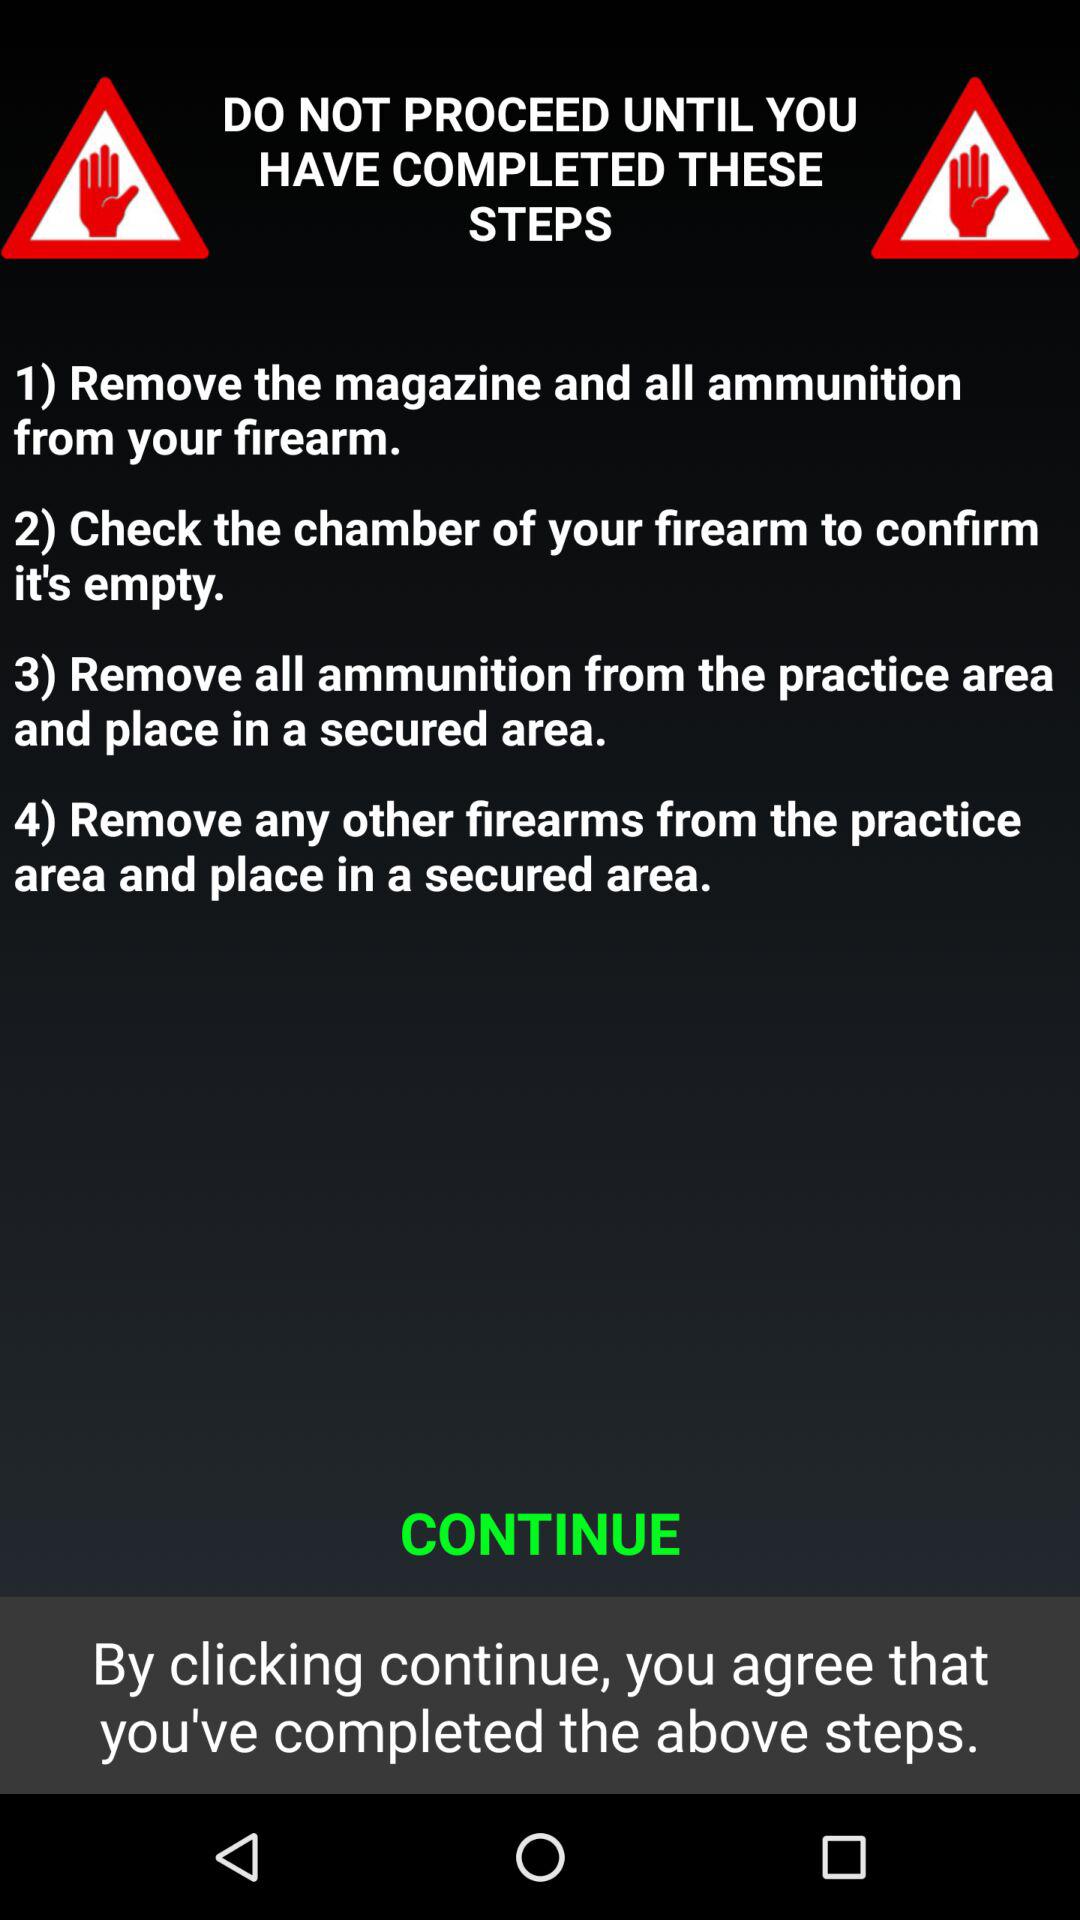 DO NOT PROCEED UNTIL YOU
HAVE COMPLETED THESE
STEPS
1) Remove the magazine and all ammunition
from your firearm.
2) Check the chamber of your firearm to confirm
it's empty.
3) Remove all ammunition from the practice area
and place in a secured area.
4) Remove any other firearms from the practice
area and place in a secured area.
CONTINUE
By clicking continue, you agree that
you've completed the above steps.